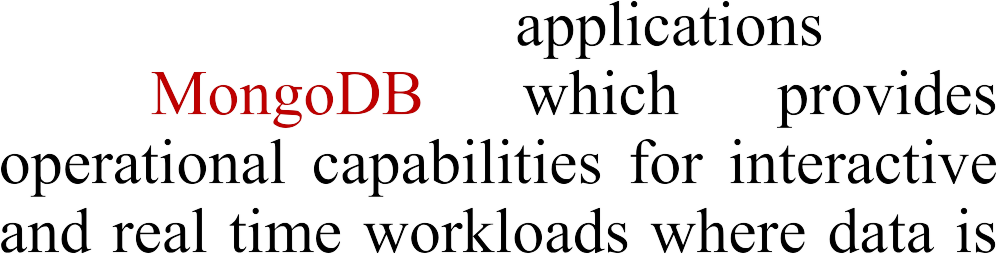 applications
MongoDB which provides
operational capabilities for interactive
and real time workloads where data is